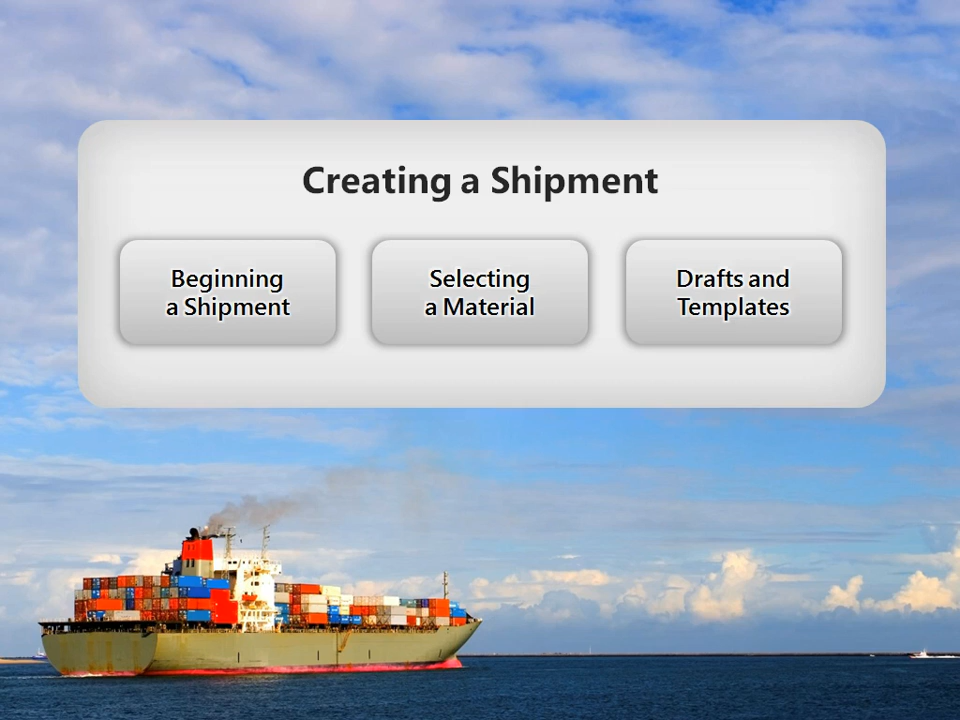 Creating a Shipment
Beginning
a Shipment
Selecting
a Material
Drafts and
Templates